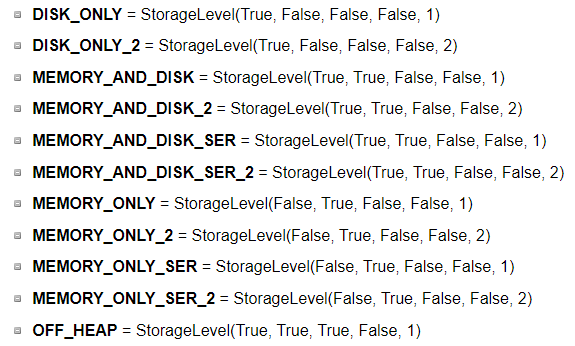 DISK_ONLY = StorageLevel(True, False, False, False, 1)
DISK_ONLY_2 = StorageLevel(True, False, False, False, 2)
MEMORY_AND_DISK = StorageLevel(True, True, False, False, 1)
MEMORY_AND_DISK_2 = StorageLevel(True, True, False, False, 2)
MEMORY_AND_DISK_SER = StorageLevel(True, True, False, False, 1)
MEMORY_AND_DISK_SER_2 = StorageLevel(True, True, False, False, 2)
MEMORY_ONLY = StorageLevel(False, True, False, False, 1)
MEMORY_ONLY_2 = StorageLevel(False, True, False, False, 2)
MEMORY_ONLY_SER = StorageLevel(False, True, False, False, 1)
MEMORY_ONLY_SER_2 = StorageLevel(False, True, False, False, 2)
OFF_HEAP = StorageLevel(True, True, True, False, 1)